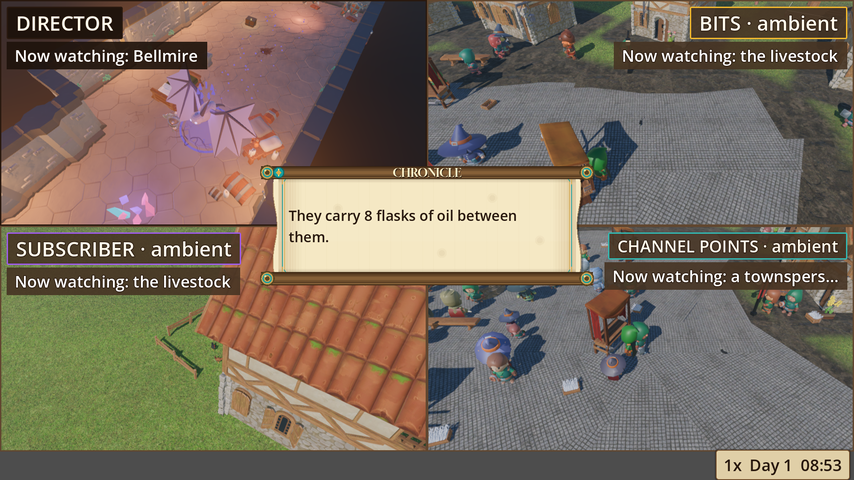 DIRECTOR
Now watching: Bellmire
BITS · ambient
Now watching: the livestock
CHRONICLE
They carry 8 flasks of oil between
them.
SUBSCRIBER · ambient
Now watching: the livestock
CHANNEL POINTS · ambient
Now watching: a townspers...
1x Day 1 08:53